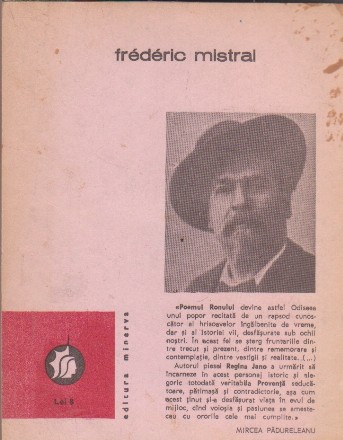 frédéric mistral
«Poemul Ronului devine astfel Odiseea
unui popor recitată de un rapsod cunos-
cător al hrisoavelor îngălbenite de vreme,
dar și al istoriei vii, desfășurate sub ochii
noștri. În acest fel se șterg fruntariile din-
tre trecut și prezent, dintre rememorare și
contemplație, dintre vestigii și realitate..(...)
Autorul piesei Regina Jano a urmărit să
încarneze în acest personaj istoric și ale-
goric totodată veritabila Provență seducă-
toare, pătimașă și contradictorie, așa cum
acest ținut și-e desfășurat viața în evul de
mijloc, cînd voioșia și pasiunea se ameste-
cau cu ororile cele mai cumplite.»
MIRCEA PĂDURELEANU
editura minerva
Lei 8